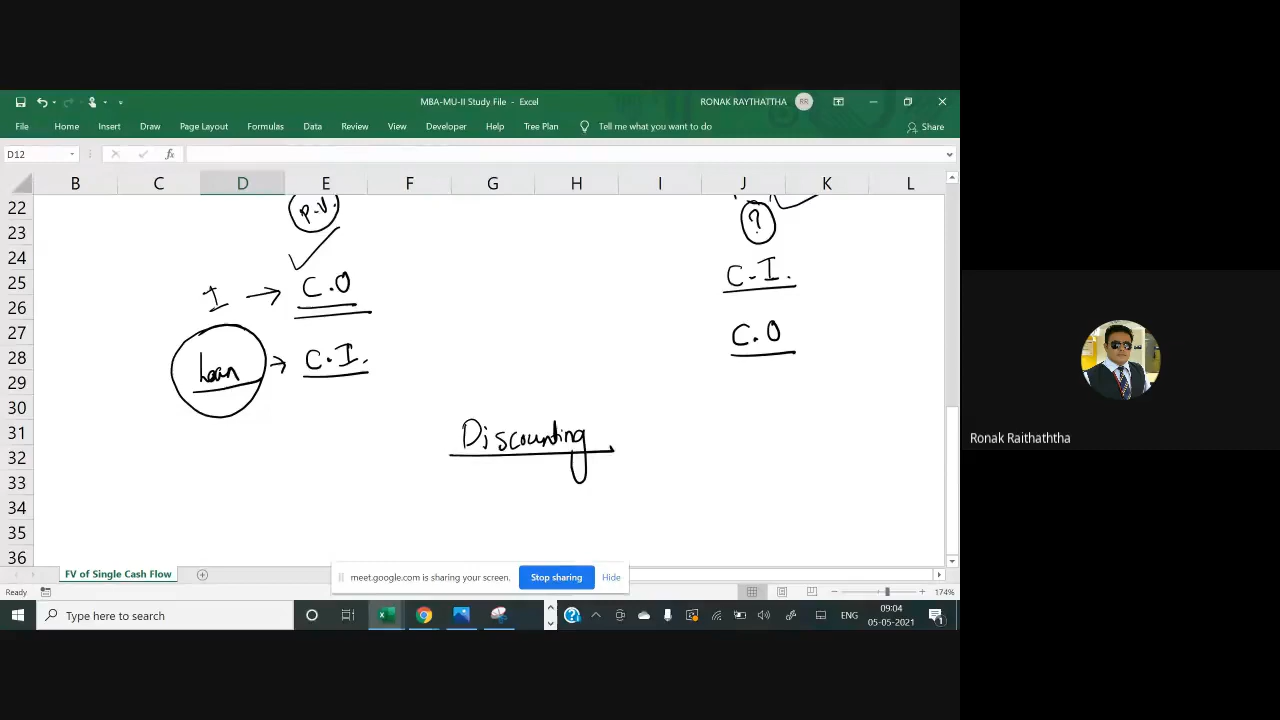 MBA-MU-II Study File - Excel
RONAK RAYTHATTHA RR
File Home Insert Draw Page Layout Formulas Data Review View Developer Help Tree Plan Tell me what you want to do Share
D12 fx
B C D E F G H I J K L
22 P.V.
23 ?
24
25 I → C.O C.I.
26
27 C.O
28 Loan → C.I.
29
30
31 Discounting
32
33
34
35
36
FV of Single Cash Flow
meet.google.com is sharing your screen. Stop sharing Hide
Ready 174%
Type here to search
ENG
09:04
05-05-2021
1
Ronak Raithaththa